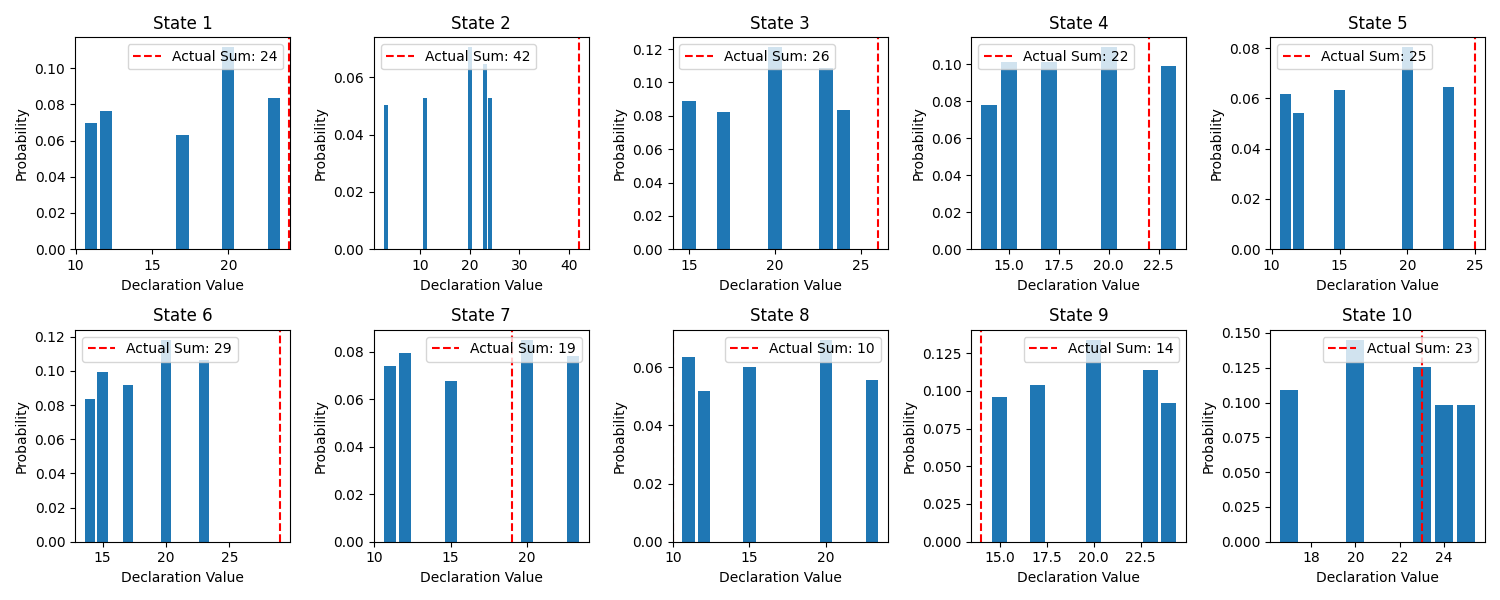 State 1
Actual Sum: 24
Probability
0.10
0.08
0.06
0.04
0.02
0.00
10 15 20
Declaration Value
State 2
Actual Sum: 42
Probability
0.06
0.04
0.02
0.00
10 20 30 40
Declaration Value
State 3
Actual Sum: 26
Probability
0.12
0.10
0.08
0.06
0.04
0.02
0.00
15 20 25
Declaration Value
State 4
Actual Sum: 22
Probability
0.10
0.08
0.06
0.04
0.02
0.00
15.0 17.5 20.0 22.5
Declaration Value
State 5
Actual Sum: 25
Probability
0.08
0.06
0.04
0.02
0.00
10 15 20 25
Declaration Value
State 6
Actual Sum: 29
Probability
0.12
0.10
0.08
0.06
0.04
0.02
0.00
15 20 25
Declaration Value
State 7
Actual Sum: 19
Probability
0.08
0.06
0.04
0.02
0.00
10 15 20
Declaration Value
State 8
Actual Sum: 10
Probability
0.06
0.04
0.02
0.00
10 15 20
Declaration Value
State 9
Actual Sum: 14
Probability
0.125
0.100
0.075
0.050
0.025
0.000
15.0 17.5 20.0 22.5
Declaration Value
State 10
Actual Sum: 23
Probability
0.150
0.125
0.100
0.075
0.050
0.025
0.000
18 20 22 24
Declaration Value